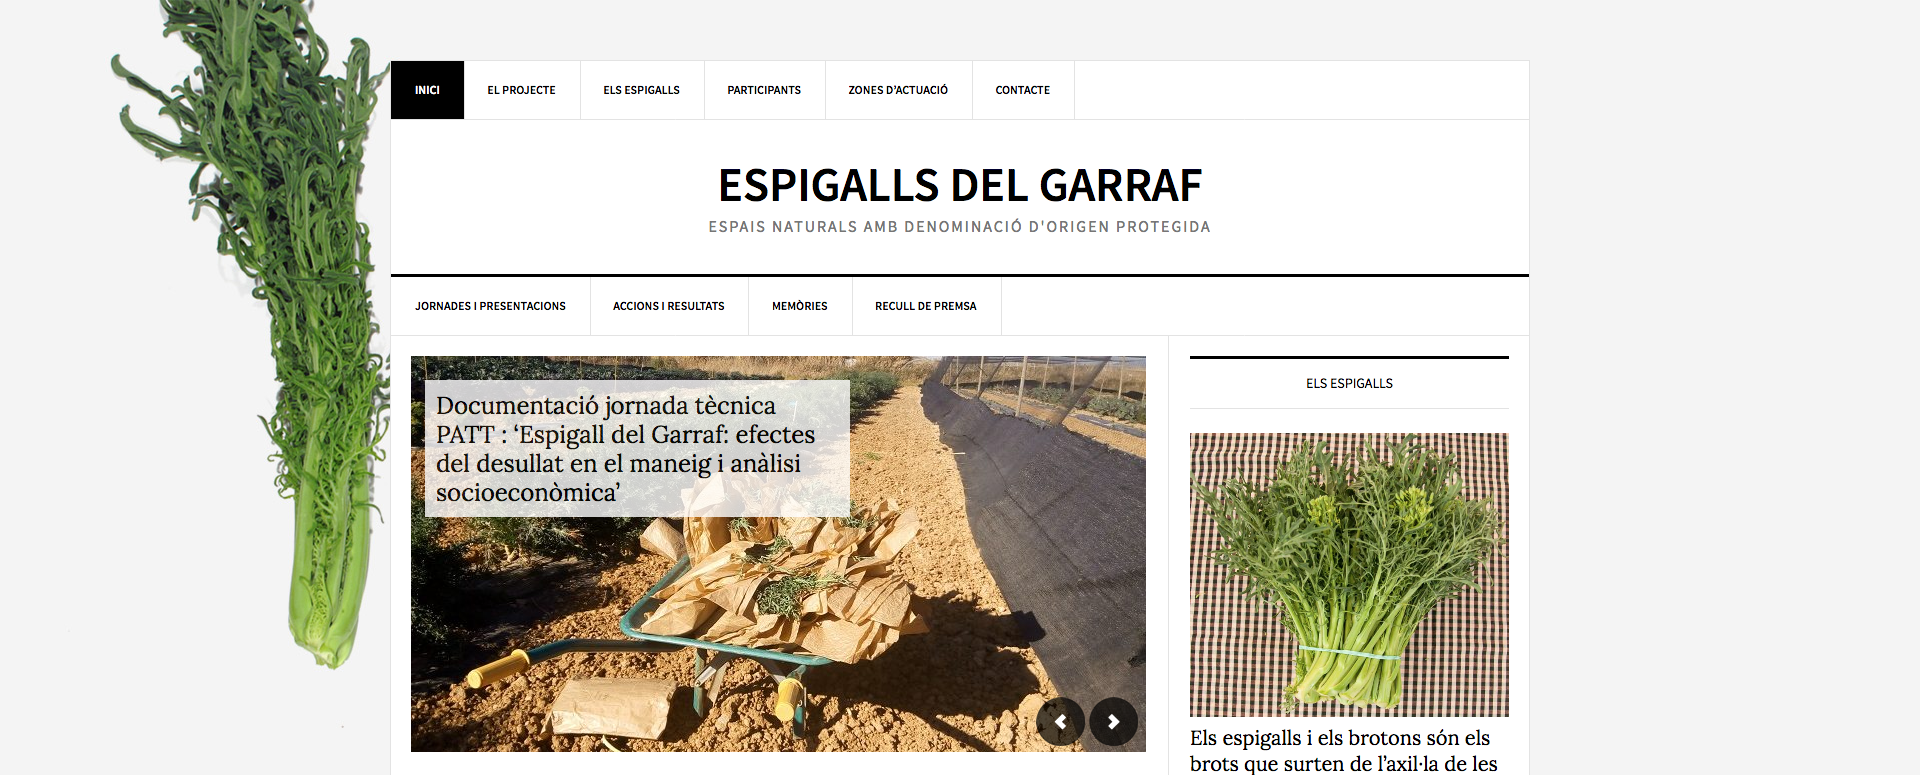 INICI
EL PROJECTE
ELS ESPIGALLS
PARTICIPANTS
ZONES D'ACTUACIÓ
CONTACTE
ESPIGALLS DEL GARRAF
ESPAIS NATURALS AMB DENOMINACIÓ D'ORIGEN PROTEGIDA
JORNADES I PRESENTACIONS
ACCIONS I RESULTATS
MEMÒRIES
RECULL DE PREMSA
Documentació jornada tècnica
PATT : ‘Espigall del Garraf: efectes
del desullat en el maneig i anàlisi
socioeconòmica’
ELS ESPIGALLS
Els espigalls i els brotons són els
brots que surten de l’axil·la de les